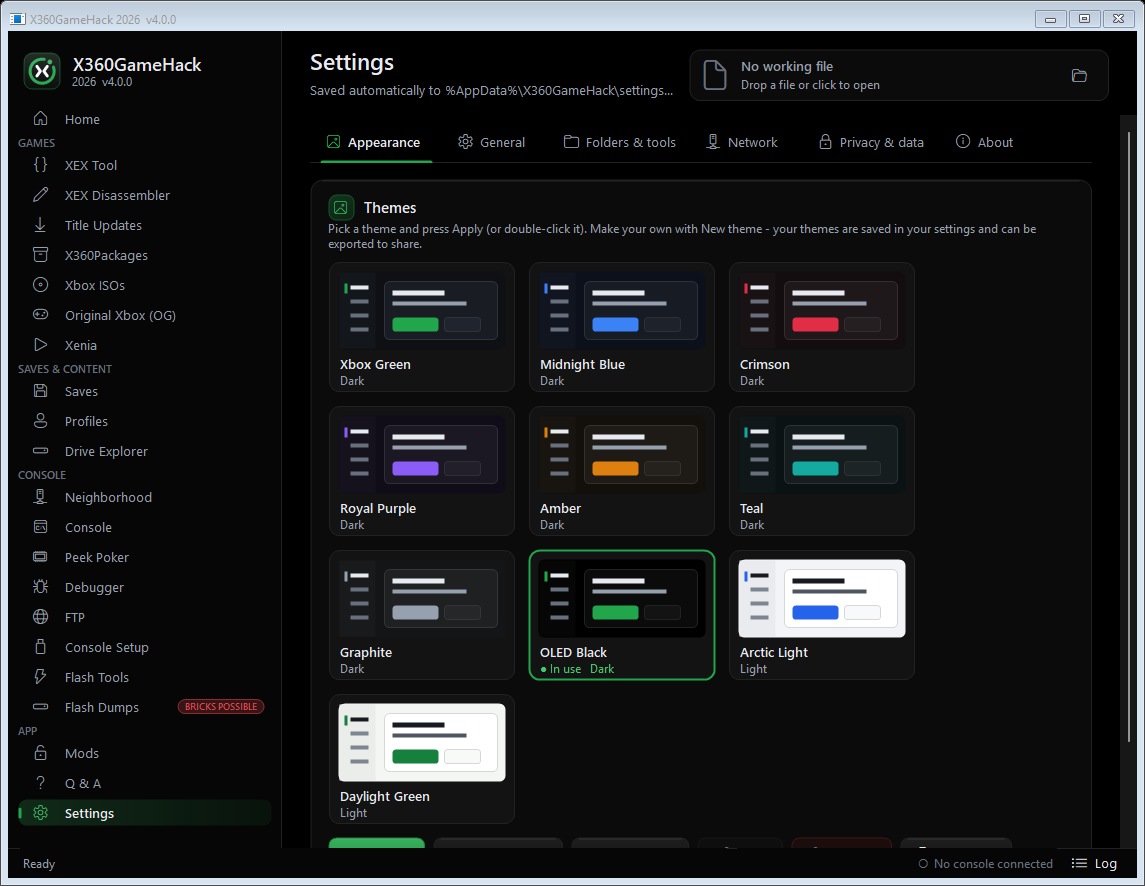 X360GameHack 2026 v4.0.0
X360GameHack
2026 v4.0.0
Home
GAMES
XEX Tool
XEX Disassembler
Title Updates
X360Packages
Xbox ISOs
Original Xbox (OG)
Xenia
SAVES & CONTENT
Saves
Profiles
Drive Explorer
CONSOLE
Neighborhood
Console
Peek Poker
Debugger
FTP
Console Setup
Flash Tools
Flash Dumps
BRICKS POSSIBLE
APP
Mods
Q & A
Settings
Settings
Saved automatically to %AppData%\X360GameHack\settings...
No working file
Drop a file or click to open
Appearance
General
Folders & tools
Network
Privacy & data
About
Themes
Pick a theme and press Apply (or double-click it). Make your own with New theme - your themes are saved in your settings and can be
exported to share.
Xbox Green
Dark
Midnight Blue
Dark
Crimson
Dark
Royal Purple
Dark
Amber
Dark
Teal
Dark
Graphite
Dark
OLED Black
In use Dark
Arctic Light
Light
Daylight Green
Light
Ready
No console connected
Log